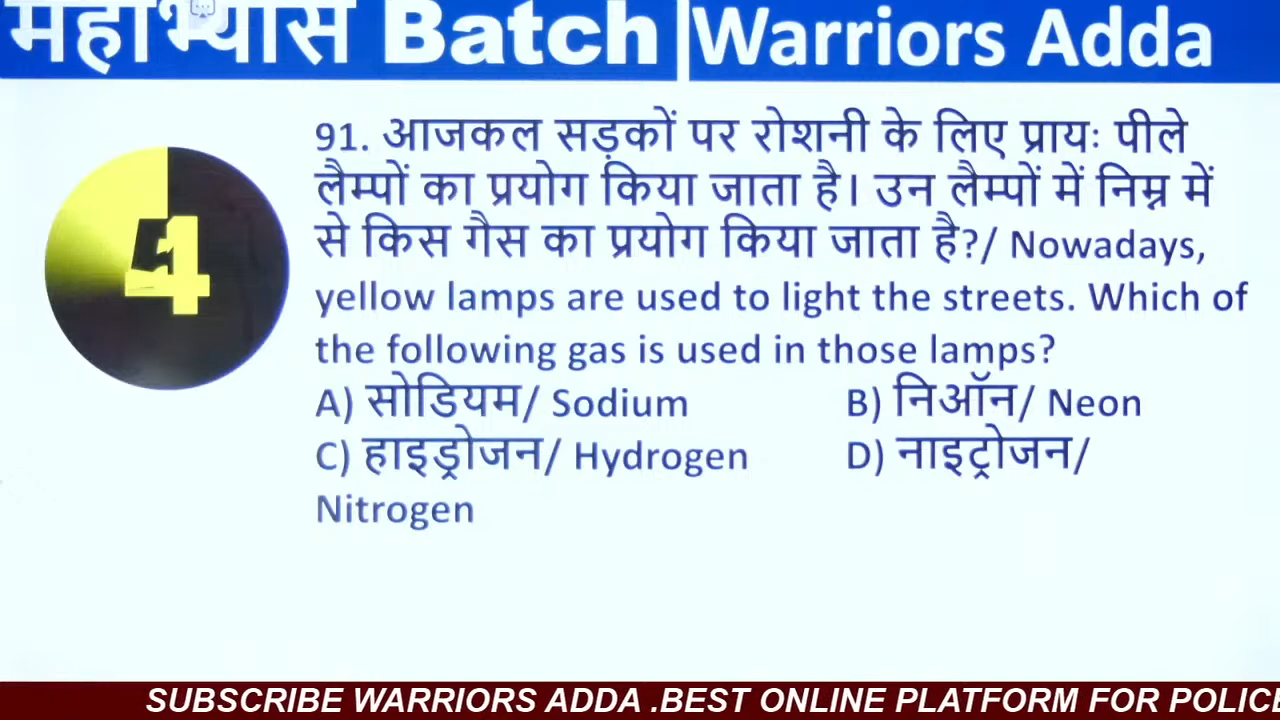 महाभ्यास Batch Warriors Adda
91. आजकल सड़कों पर रोशनी के लिए प्रायः पीले
लैम्पों का प्रयोग किया जाता है। उन लैम्पों में निम्न में
से किस गैस का प्रयोग किया जाता है?/ Nowadays,
yellow lamps are used to light the streets. Which of
the following gas is used in those lamps?
A) सोडियम/ Sodium B) निऑन/ Neon
C) हाइड्रोजन/ Hydrogen D) नाइट्रोजन/
Nitrogen
SUBSCRIBE WARRIORS ADDA .BEST ONLINE PLATFORM FOR POLICE